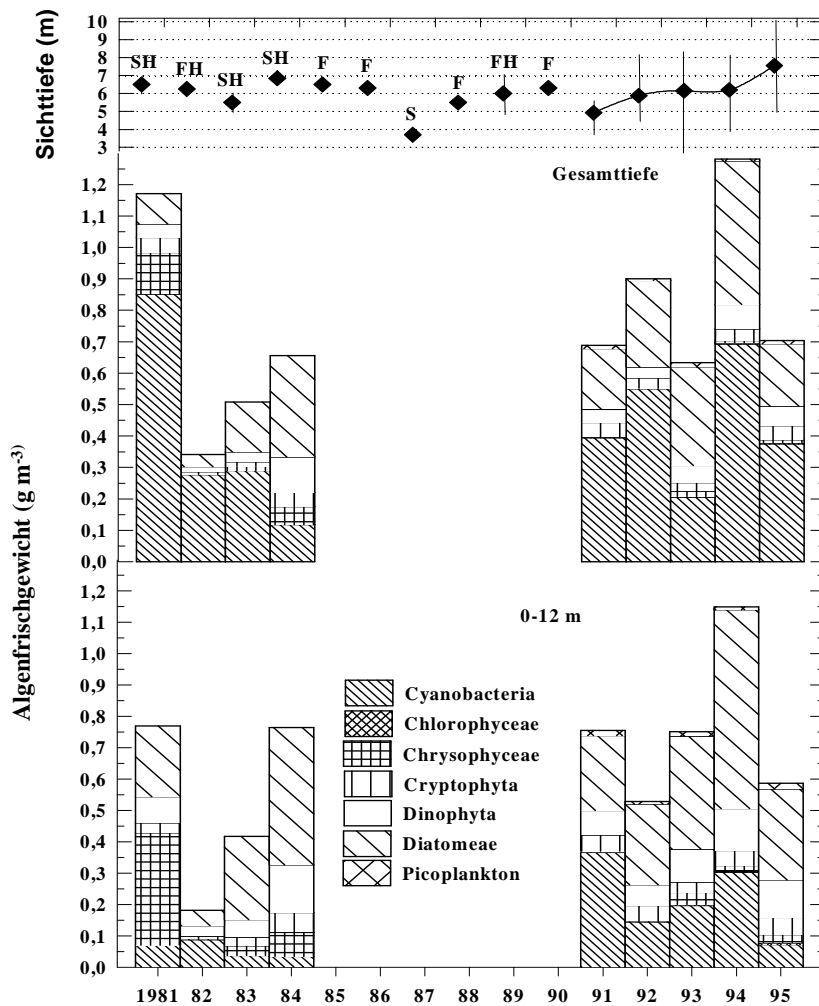 Sichttiefe (m)
10
9
8
7
6
5
4
3
SH
FH
SH
SH
F
F
S
F
FH
F
Gesamttiefe
1,2
1,1
1,0
0,9
0,8
0,7
0,6
0,5
0,4
0,3
0,2
0,1
0,0
Algenfrischgewicht (g m-3)
0-12 m
1,2
1,1
1,0
0,9
0,8
0,7
0,6
0,5
0,4
0,3
0,2
0,1
0,0
Cyanobacteria
Chlorophyceae
Chrysophyceae
Cryptophyta
Dinophyta
Diatomeae
Picoplankton
1981 82 83 84 85 86 87 88 89 90 91 92 93 94 95